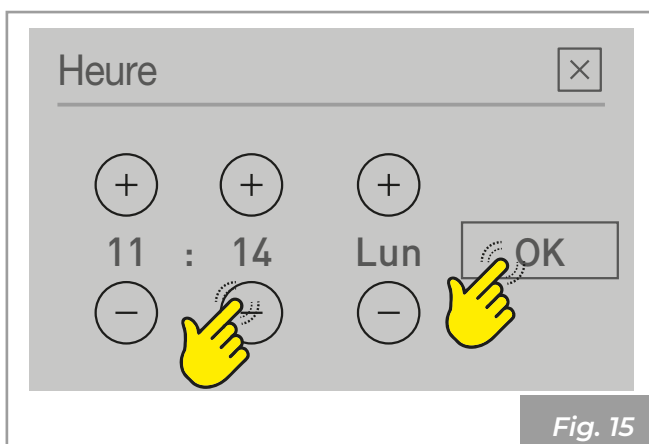 Heure
+ + +
11 : 14 Lun OK
− − −
Fig. 15